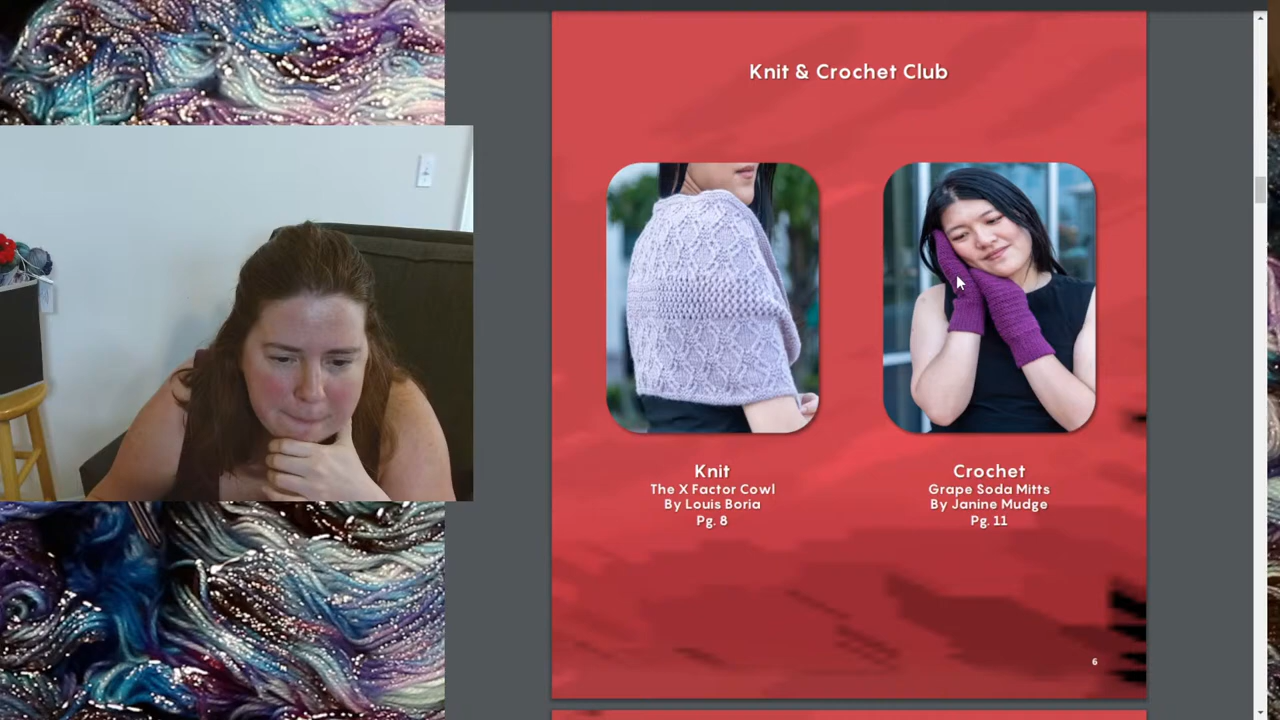 Knit & Crochet Club
Knit
The X Factor Cowl
By Louis Boria
Pg. 8
Crochet
Grape Soda Mitts
By Janine Mudge
Pg. 11
6